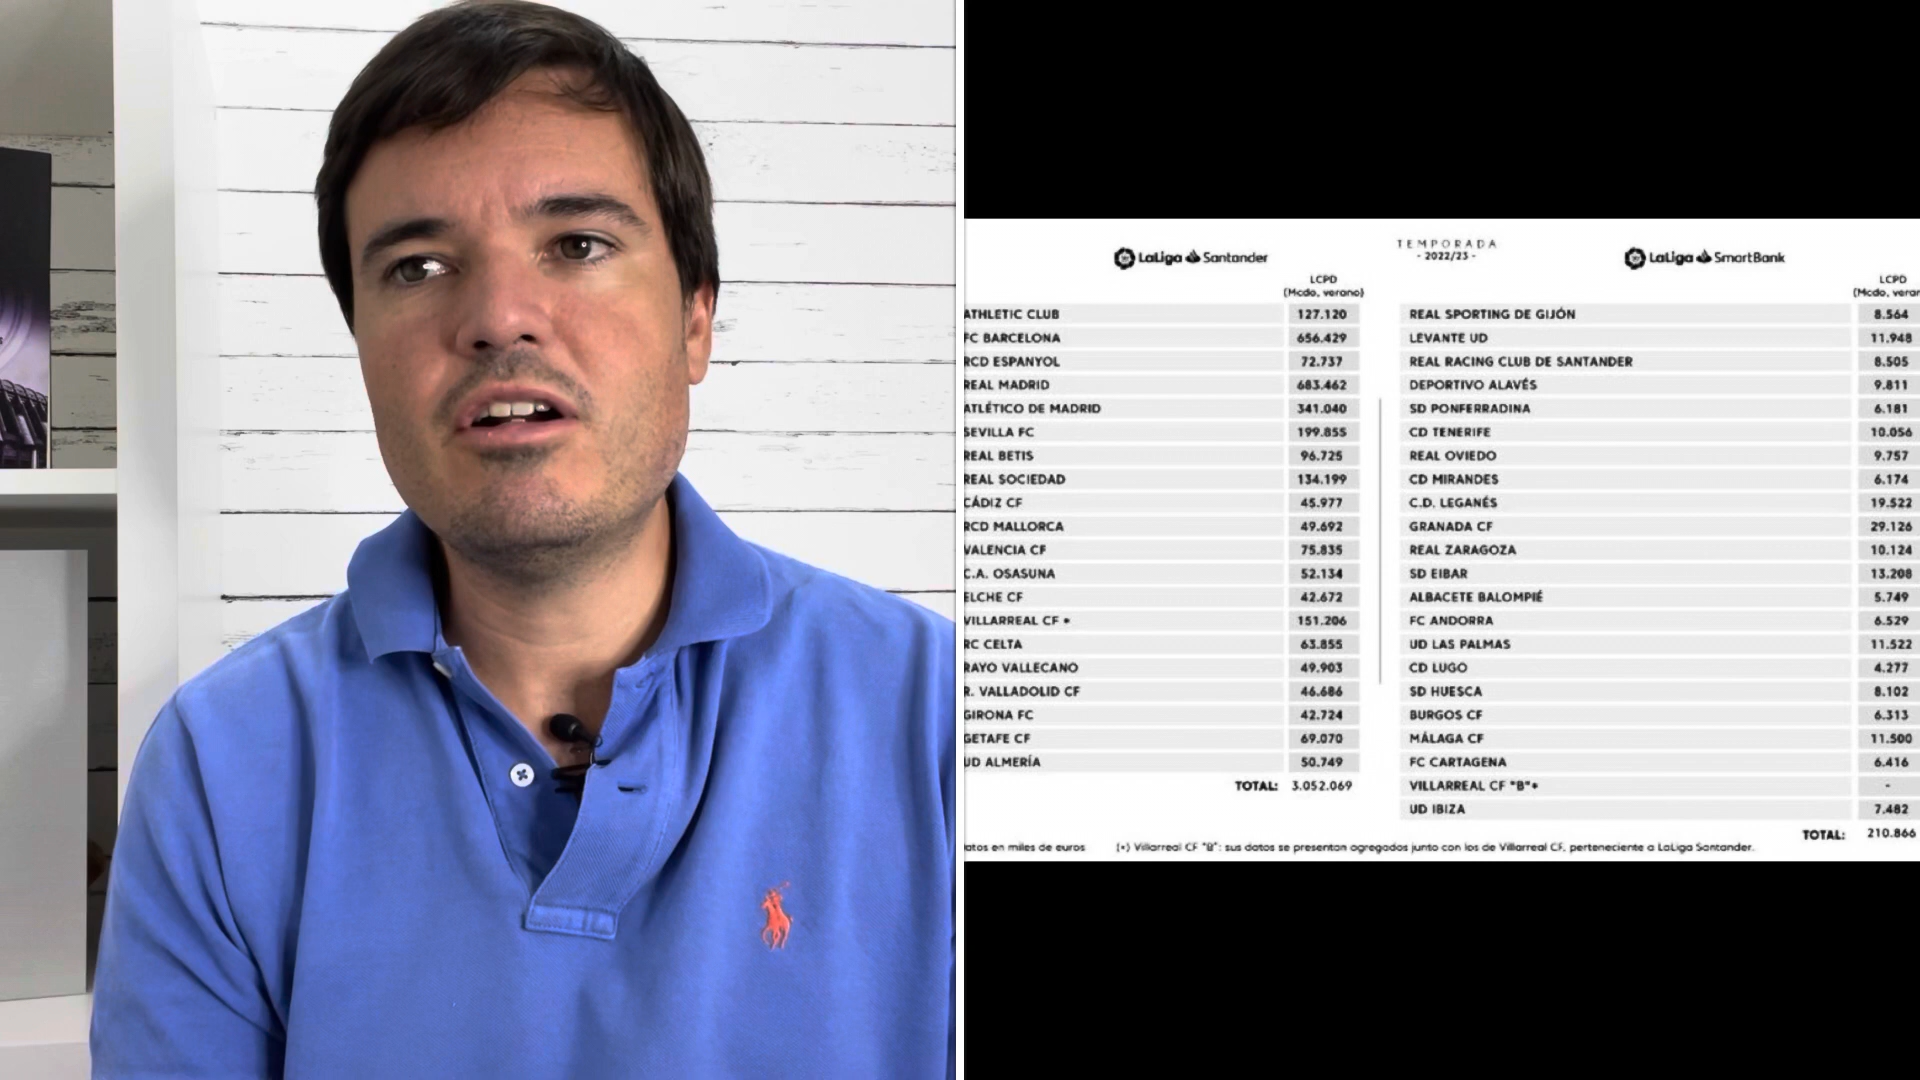 TEMPORADA
- 2022/23 -
LaLiga Santander
LCPD
(Mcdo, verano)
ATHLETIC CLUB 127.120
FC BARCELONA 656.429
RCD ESPANYOL 72.737
REAL MADRID 683.462
ATLÉTICO DE MADRID 341.040
SEVILLA FC 199.855
REAL BETIS 96.725
REAL SOCIEDAD 134.199
CÁDIZ CF 45.977
RCD MALLORCA 49.692
VALENCIA CF 75.835
C.A. OSASUNA 52.134
ELCHE CF 42.672
VILLARREAL CF * 151.206
RC CELTA 63.855
RAYO VALLECANO 49.903
R. VALLADOLID CF 46.686
GIRONA FC 42.724
GETAFE CF 69.070
UD ALMERÍA 50.749
TOTAL: 3.052.069
LaLiga SmartBank
LCPD
(Mcdo, veran
REAL SPORTING DE GIJÓN 8.564
LEVANTE UD 11.948
REAL RACING CLUB DE SANTANDER 8.505
DEPORTIVO ALAVÉS 9.811
SD PONFERRADINA 6.181
CD TENERIFE 10.056
REAL OVIEDO 9.757
CD MIRANDES 6.174
C.D. LEGANÉS 19.522
GRANADA CF 29.126
REAL ZARAGOZA 10.124
SD EIBAR 13.208
ALBACETE BALOMPIÉ 5.749
FC ANDORRA 6.529
UD LAS PALMAS 11.522
CD LUGO 4.277
SD HUESCA 8.102
BURGOS CF 6.313
MÁLAGA CF 11.500
FC CARTAGENA 6.416
VILLARREAL CF "B"* -
UD IBIZA 7.482
TOTAL: 210.866
atos en miles de euros (*) Villarreal CF "B": sus datos se presentan agregados junto con los de Villarreal CF, perteneciente a LaLiga Santander.